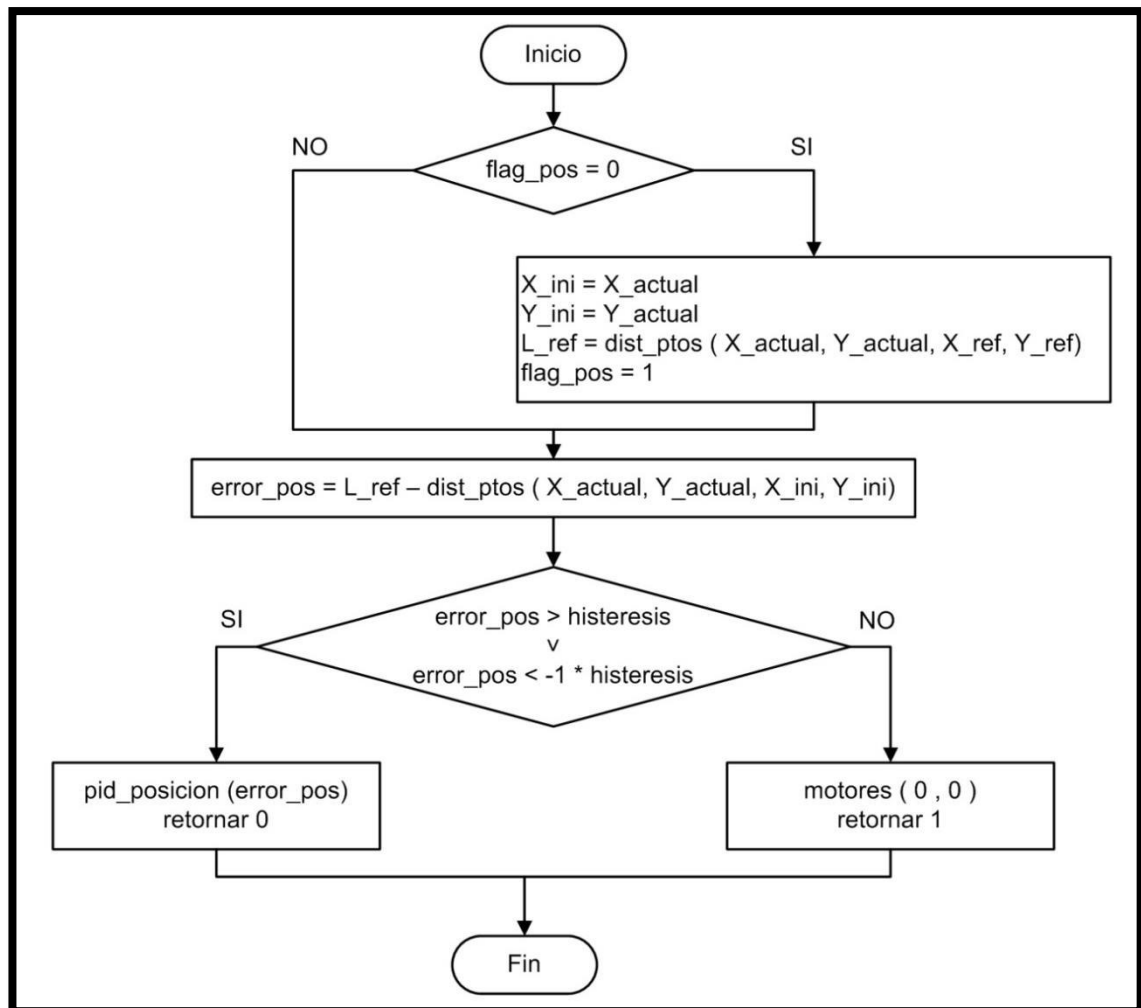 Inicio
NO
SI
flag_pos = 0
X_ini = X_actual
Y_ini = Y_actual
L_ref = dist_ptos ( X_actual, Y_actual, X_ref, Y_ref)
flag_pos = 1
error_pos = L_ref – dist_ptos ( X_actual, Y_actual, X_ini, Y_ini)
SI
NO
error_pos > histeresis
v
error_pos < -1 * histeresis
pid_posicion (error_pos)
retornar 0
motores ( 0 , 0 )
retornar 1
Fin